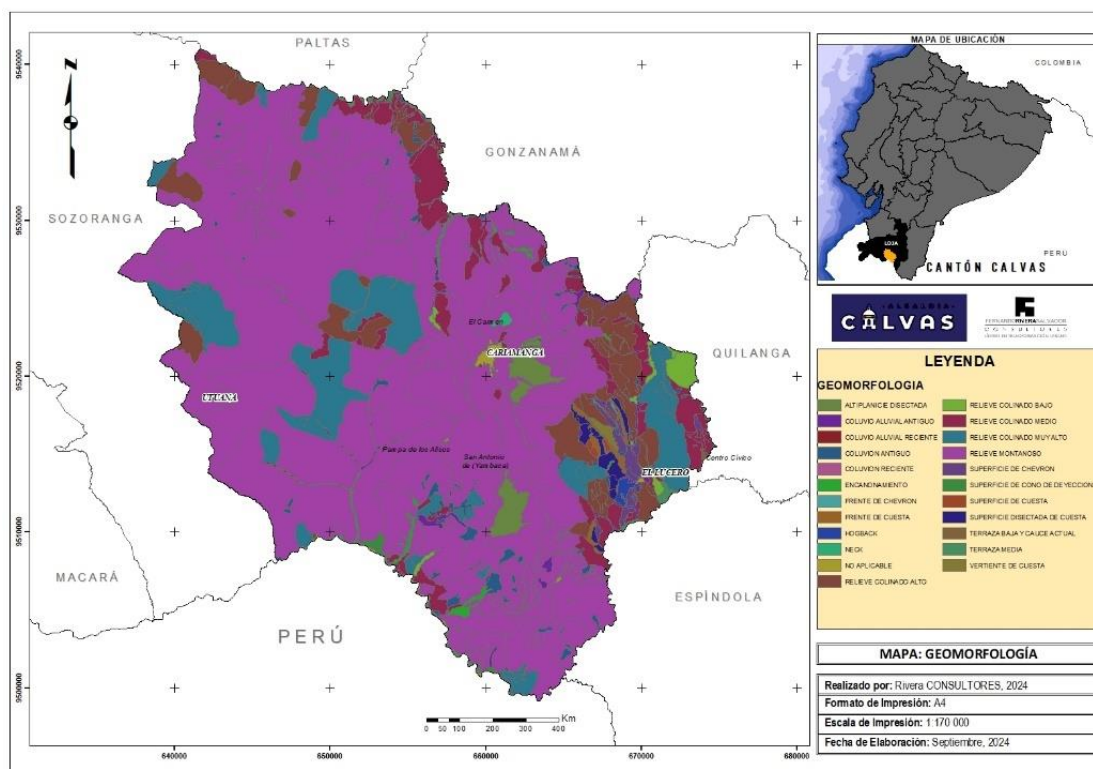 PALTAS
GONZANAMÁ
SOZORANGA
QUILANGA
MACARÁ
ESPÍNDOLA
PERÚ
El Carmen
CARIAMANGA
UTUANA
Pampa de los Alisos
San Antonio
de (Yambaca)
Centro Cívico
EL LUCERO
Z
9540000
9530000
9520000
9510000
9500000
640000
650000
660000
670000
680000
0 50 100 200 300 400
Km
MAPA DE UBICACIÓN
COLOMBIA
PERÚ
LOJA
CANTÓN CALVAS
ALCALDÍA
CALVAS
FERNANDO RIVERA SALVADOR
CONSULTORES
LEYENDA
GEOMORFOLOGIA
ALTIPLANICIE DISECTADA
COLUVIO ALUVIAL ANTIGUO
COLUVIO ALUVIAL RECIENTE
COLUVION ANTIGUO
COLUVION RECIENTE
ENCANONAMIENTO
FRENTE DE CHEVRON
FRENTE DE CUESTA
HOGBACK
NECK
NO APLICABLE
RELIEVE COLINADO ALTO
RELIEVE COLINADO BAJO
RELIEVE COLINADO MEDIO
RELIEVE COLINADO MUY ALTO
RELIEVE MONTAÑOSO
SUPERFICIE DE CHEVRON
SUPERFICIE DE CONO DE DEYECCION
SUPERFICIE DE CUESTA
SUPERFICIE DISECTADA DE CUESTA
TERRAZA BAJA Y CAUCE ACTUAL
TERRAZA MEDIA
VERTIENTE DE CUESTA
MAPA: GEOMORFOLOGÍA
Realizado por: Rivera CONSULTORES, 2024
Formato de Impresión: A4
Escala de Impresión: 1:170 000
Fecha de Elaboración: Septiembre, 2024